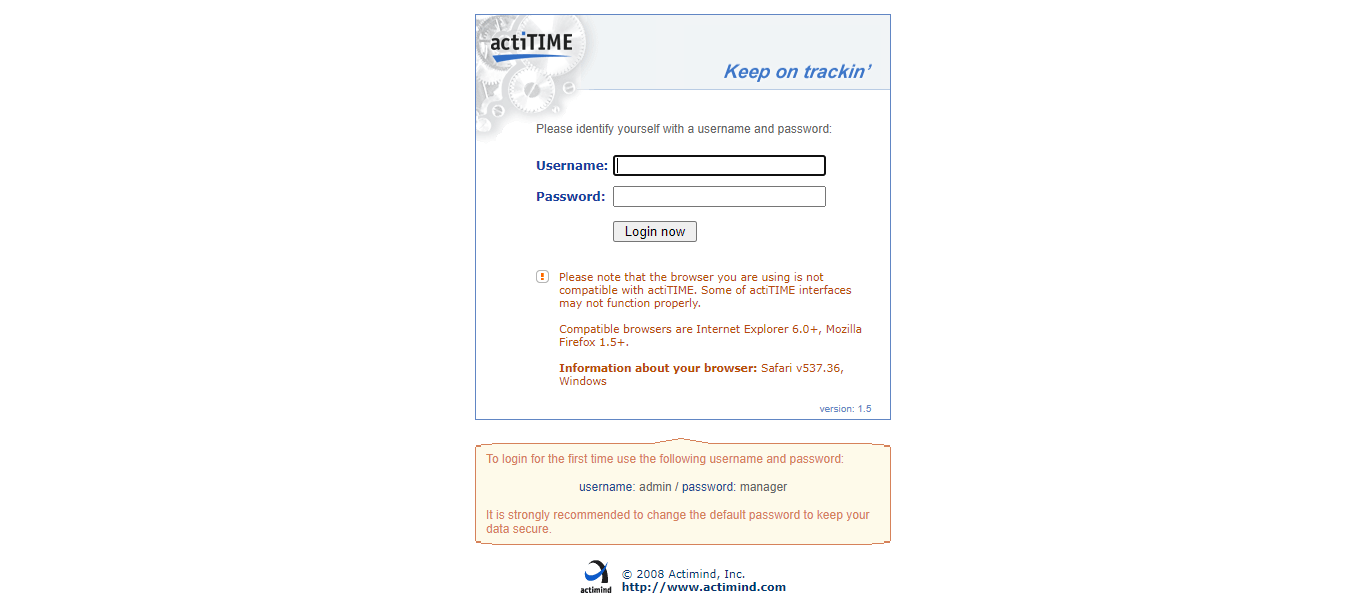 actiTIME
Keep on trackin’
Please identify yourself with a username and password:
Username:
Password:
Login now
Please note that the browser you are using is not
compatible with actiTIME. Some of actiTIME interfaces
may not function properly.
Compatible browsers are Internet Explorer 6.0+, Mozilla
Firefox 1.5+.
Information about your browser: Safari v537.36,
Windows
version: 1.5
To login for the first time use the following username and password:
username: admin / password: manager
It is strongly recommended to change the default password to keep your
data secure.
actimind
© 2008 Actimind, Inc.
http://www.actimind.com